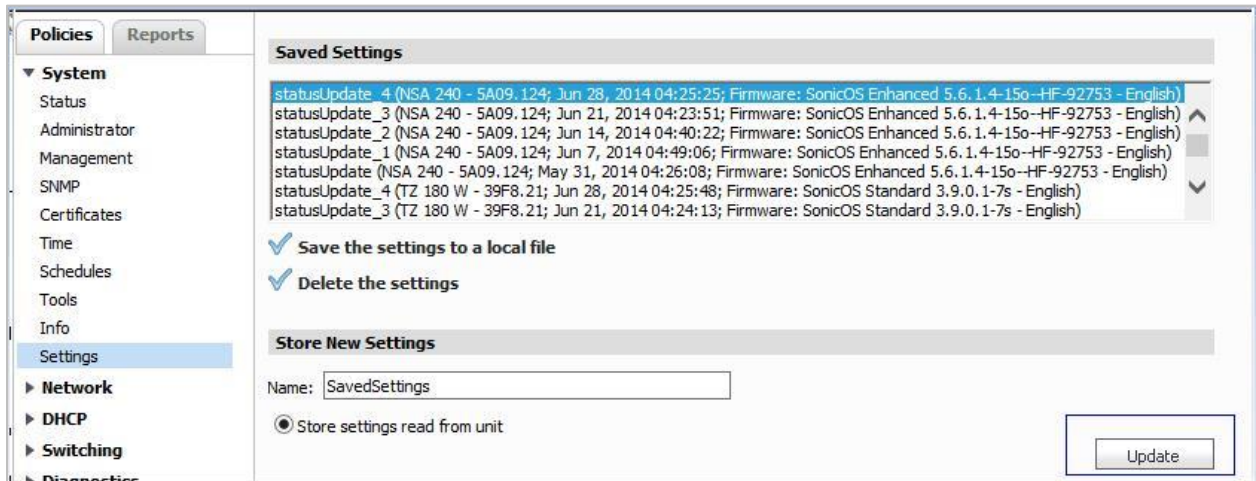 Policies
Reports
System
Status
Administrator
Management
SNMP
Certificates
Time
Schedules
Tools
Info
Settings
Network
DHCP
Switching
Diagnostics
Saved Settings
statusUpdate_4 (NSA 240 - 5A09.124; Jun 28, 2014 04:25:25; Firmware: SonicOS Enhanced 5.6.1.4-15o--HF-92753 - English)
statusUpdate_3 (NSA 240 - 5A09.124; Jun 21, 2014 04:23:51; Firmware: SonicOS Enhanced 5.6.1.4-15o--HF-92753 - English)
statusUpdate_2 (NSA 240 - 5A09.124; Jun 14, 2014 04:40:22; Firmware: SonicOS Enhanced 5.6.1.4-15o--HF-92753 - English)
statusUpdate_1 (NSA 240 - 5A09.124; Jun 7, 2014 04:49:06; Firmware: SonicOS Enhanced 5.6.1.4-15o--HF-92753 - English)
statusUpdate (NSA 240 - 5A09.124; May 31, 2014 04:26:08; Firmware: SonicOS Enhanced 5.6.1.4-15o--HF-92753 - English)
statusUpdate_4 (TZ 180 W - 39F8.21; Jun 28, 2014 04:25:48; Firmware: SonicOS Standard 3.9.0.1-7s - English)
statusUpdate_3 (TZ 180 W - 39F8.21; Jun 21, 2014 04:24:13; Firmware: SonicOS Standard 3.9.0.1-7s - English)
Save the settings to a local file
Delete the settings
Store New Settings
Name: SavedSettings
Store settings read from unit
Update